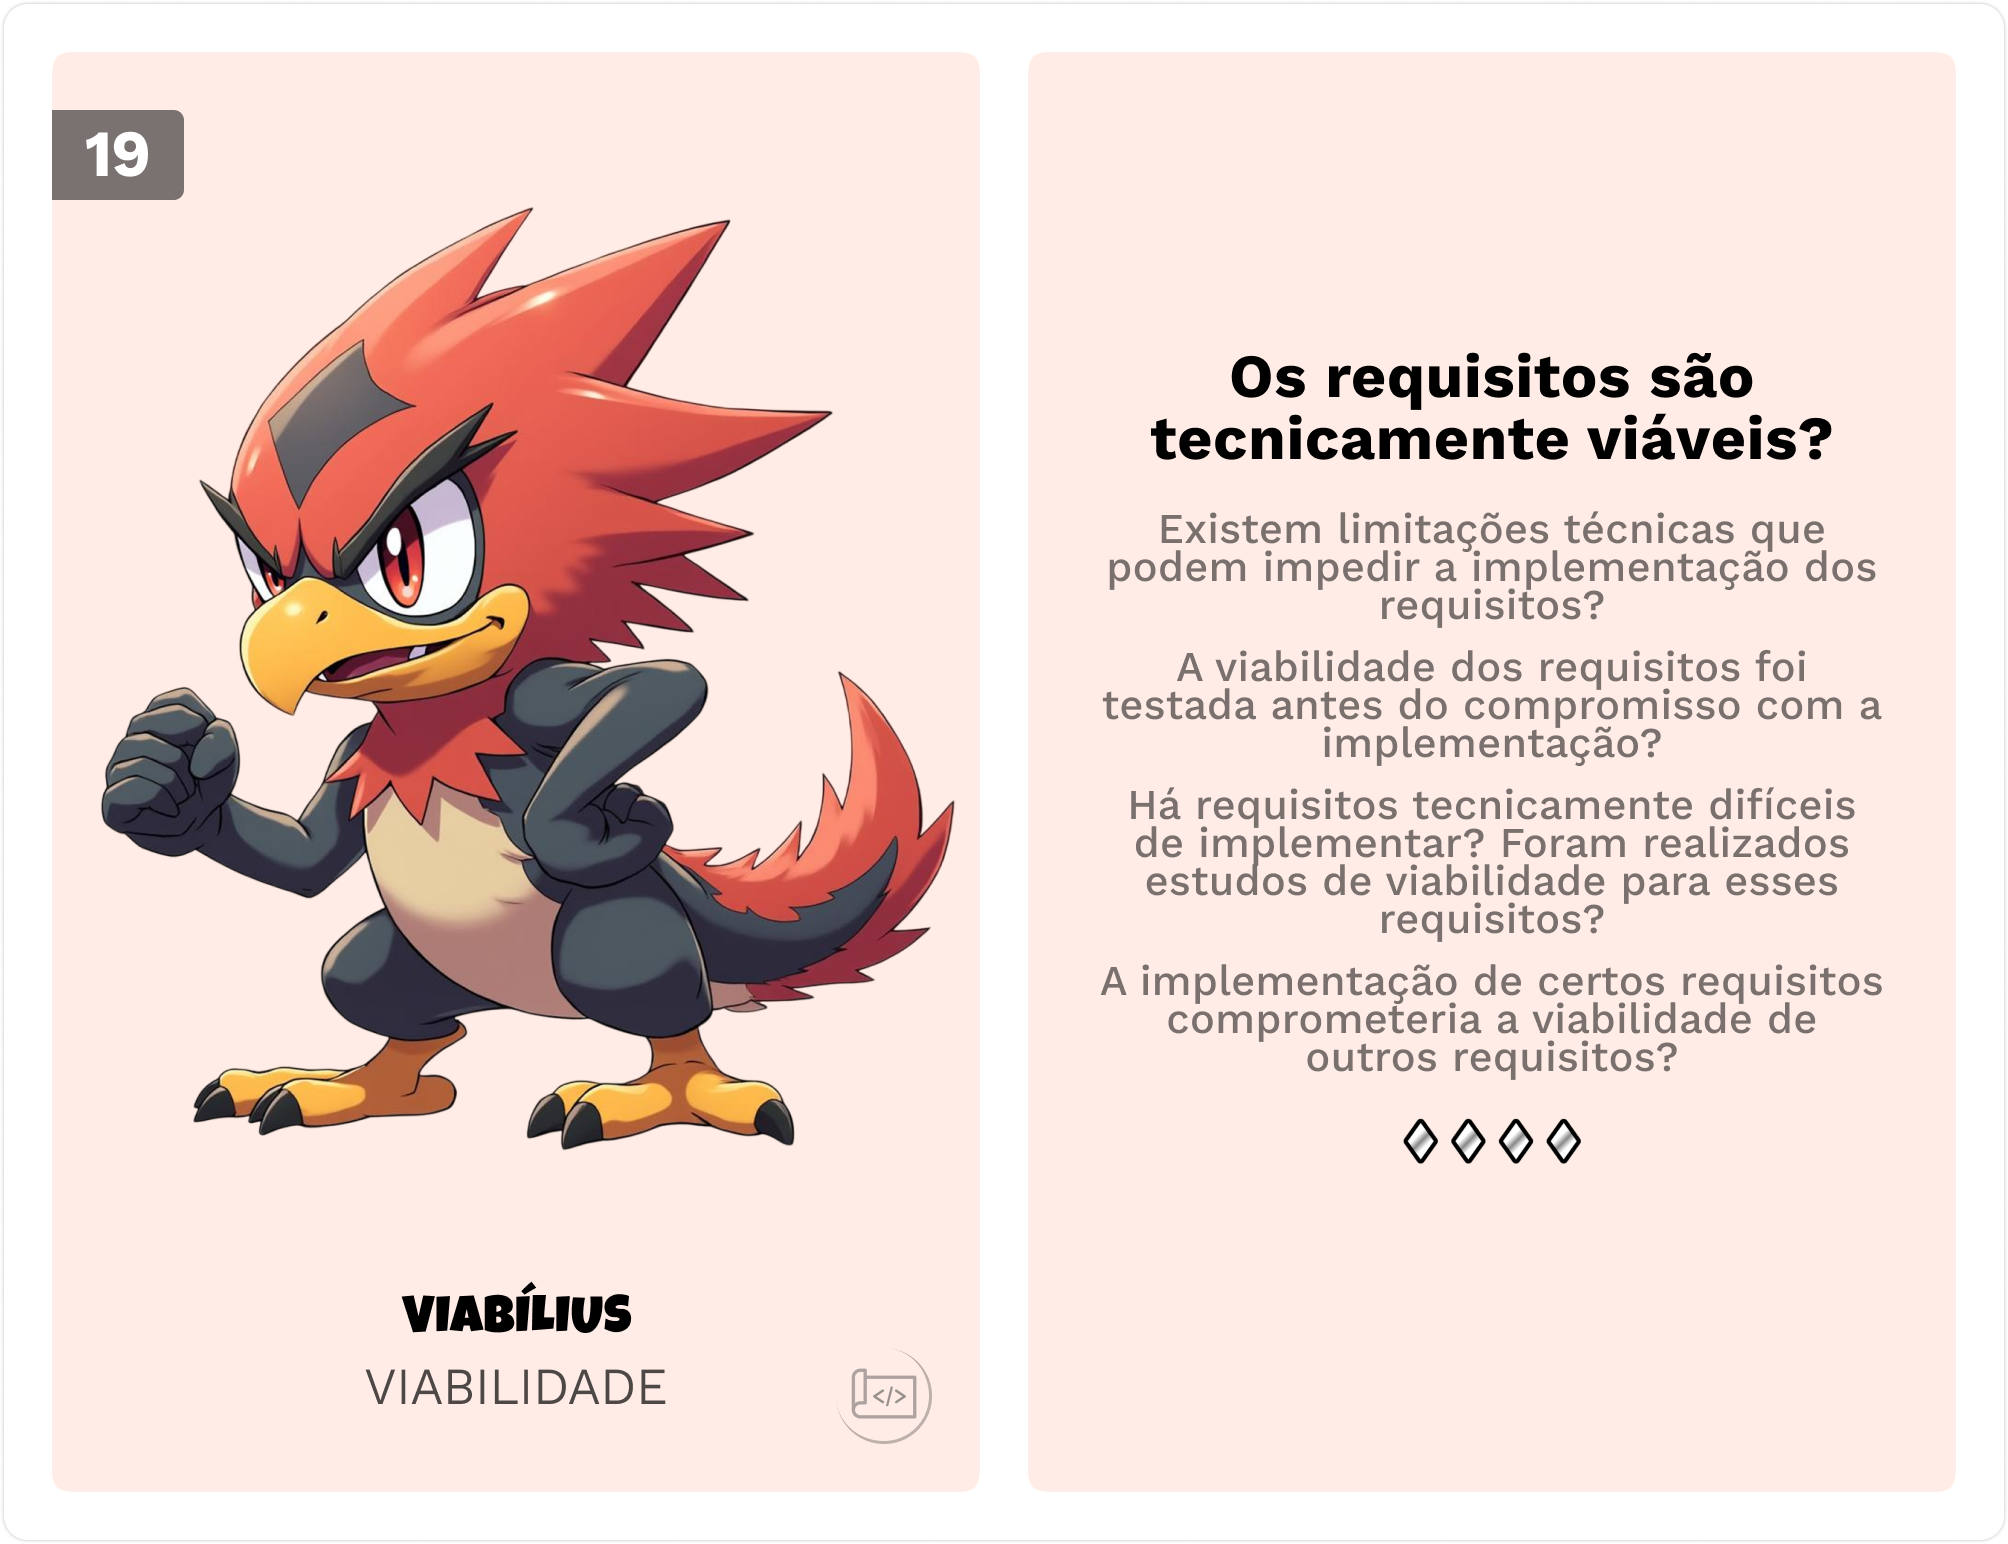 19
VIABÍLIUS
VIABILIDADE
</>
Os requisitos são
tecnicamente viáveis?
Existem limitações técnicas que
podem impedir a implementação dos
requisitos?
A viabilidade dos requisitos foi
testada antes do compromisso com a
implementação?
Há requisitos tecnicamente difíceis
de implementar? Foram realizados
estudos de viabilidade para esses
requisitos?
A implementação de certos requisitos
comprometeria a viabilidade de
outros requisitos?